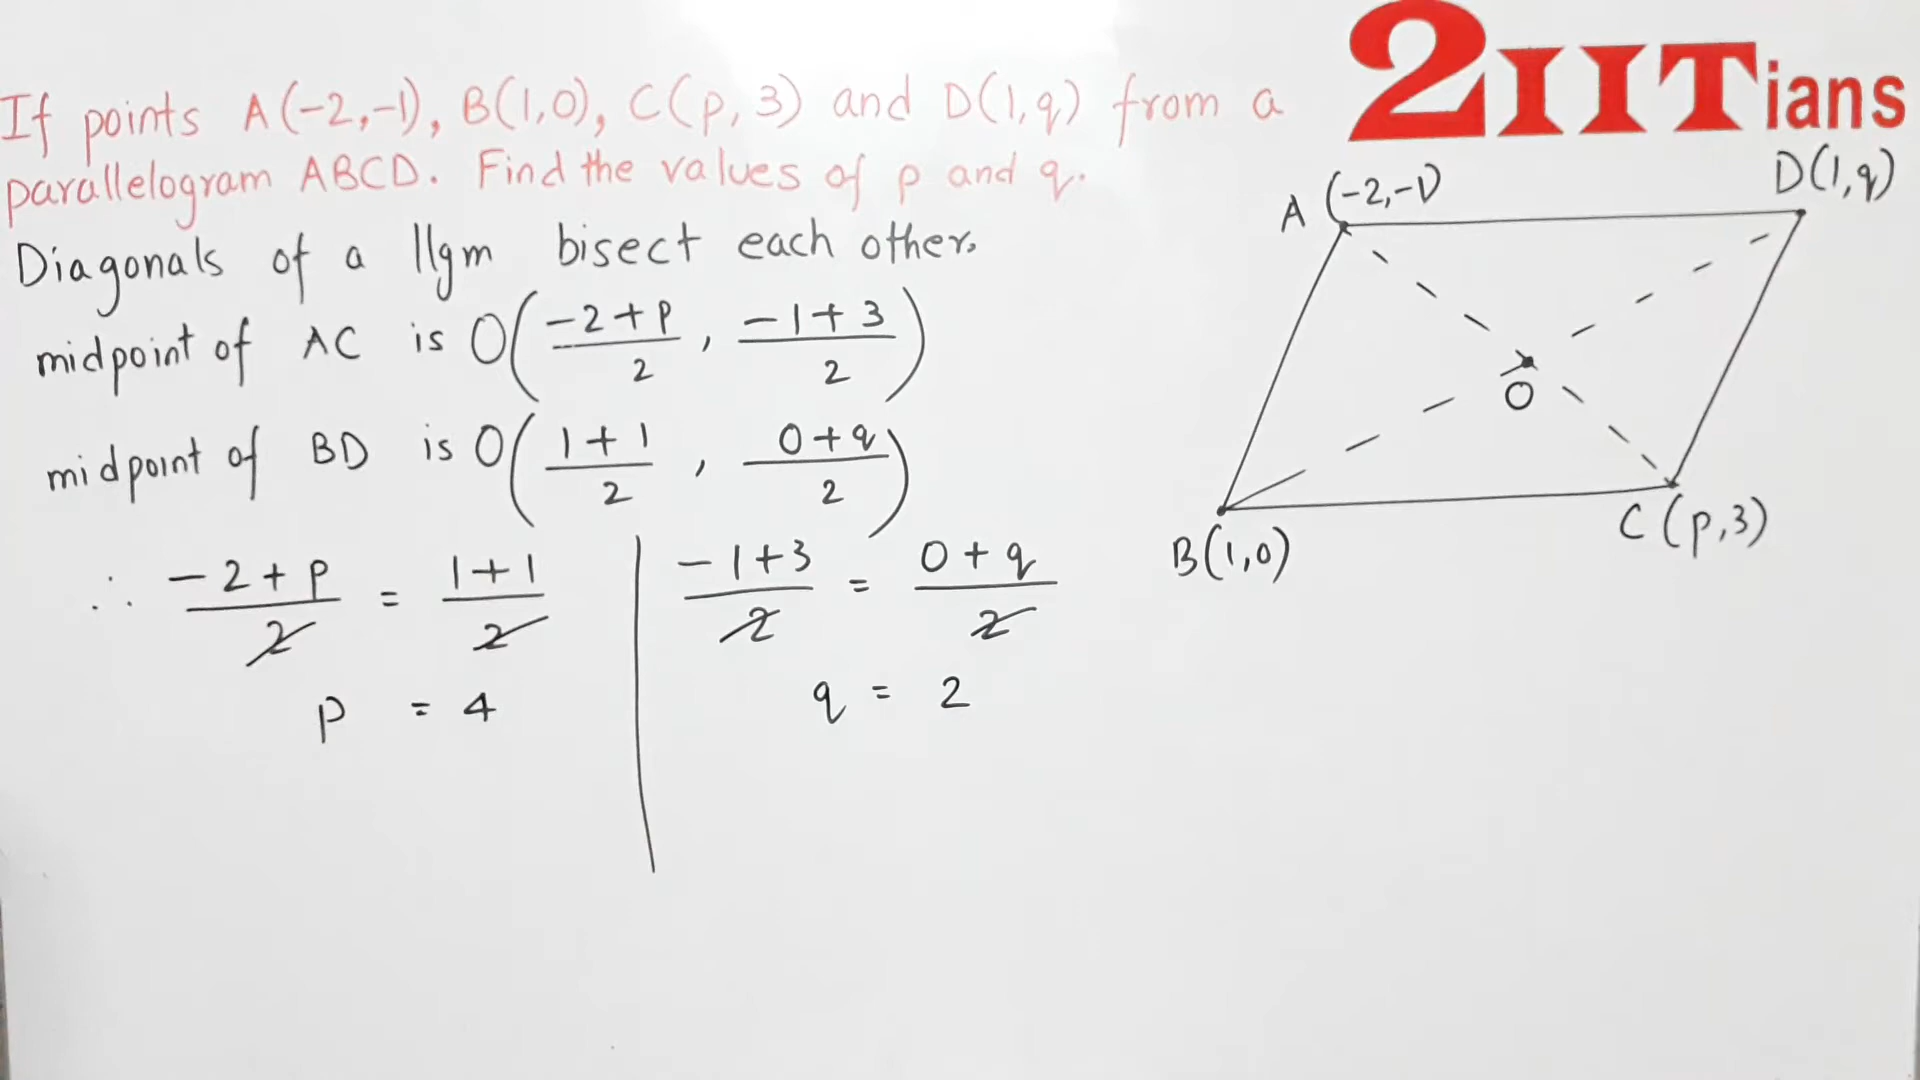 2IITians
If points A(-2,-1), B(1,0), C(p,3) and D(1,q) from a
parallelogram ABCD. Find the values of p and q.
Diagonals of a llgm bisect each other.
midpoint of AC is O((-2+p)/2, (-1+3)/2)
midpoint of BD is O((1+1)/2, (0+q)/2)
∴ (-2+p)/2 = (1+1)/2 | (-1+3)/2 = (0+q)/2
p = 4 | q = 2
A (-2,-1)
D(1,q)
O
B(1,0)
C(p,3)